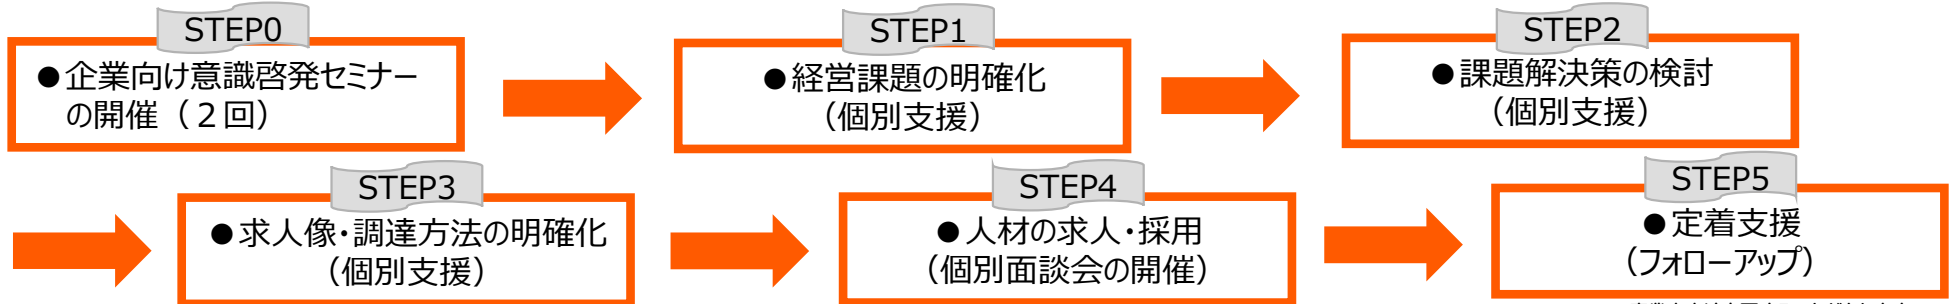 STEP0
●企業向け意識啓発セミナー
の開催（２回）
STEP1
●経営課題の明確化
（個別支援）
STEP2
●課題解決策の検討
（個別支援）
STEP3
●求人像・調達方法の明確化
（個別支援）
STEP4
●人材の求人・採用
（個別面談会の開催）
STEP5
●定着支援
（フォローアップ）